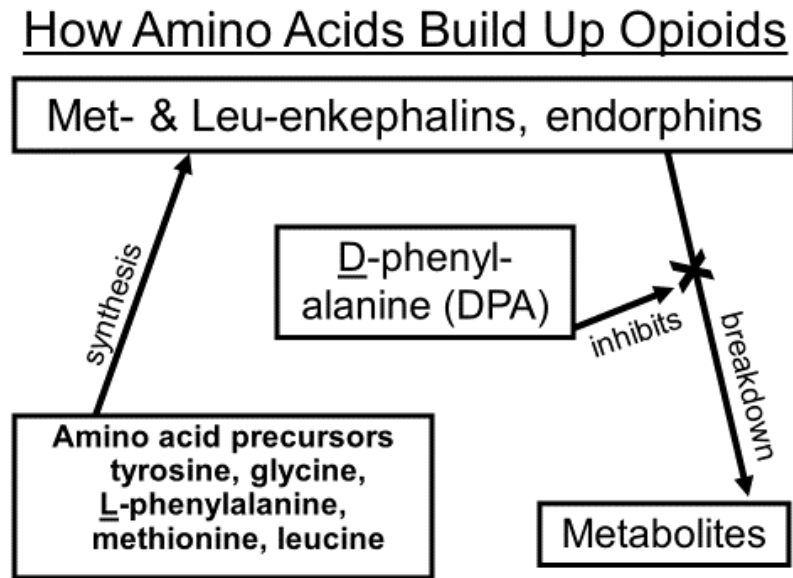 How Amino Acids Build Up Opioids
Met- & Leu-enkephalins, endorphins
synthesis
D-phenyl-
alanine (DPA)
inhibits
breakdown
Amino acid precursors
tyrosine, glycine,
L-phenylalanine,
methionine, leucine
Metabolites